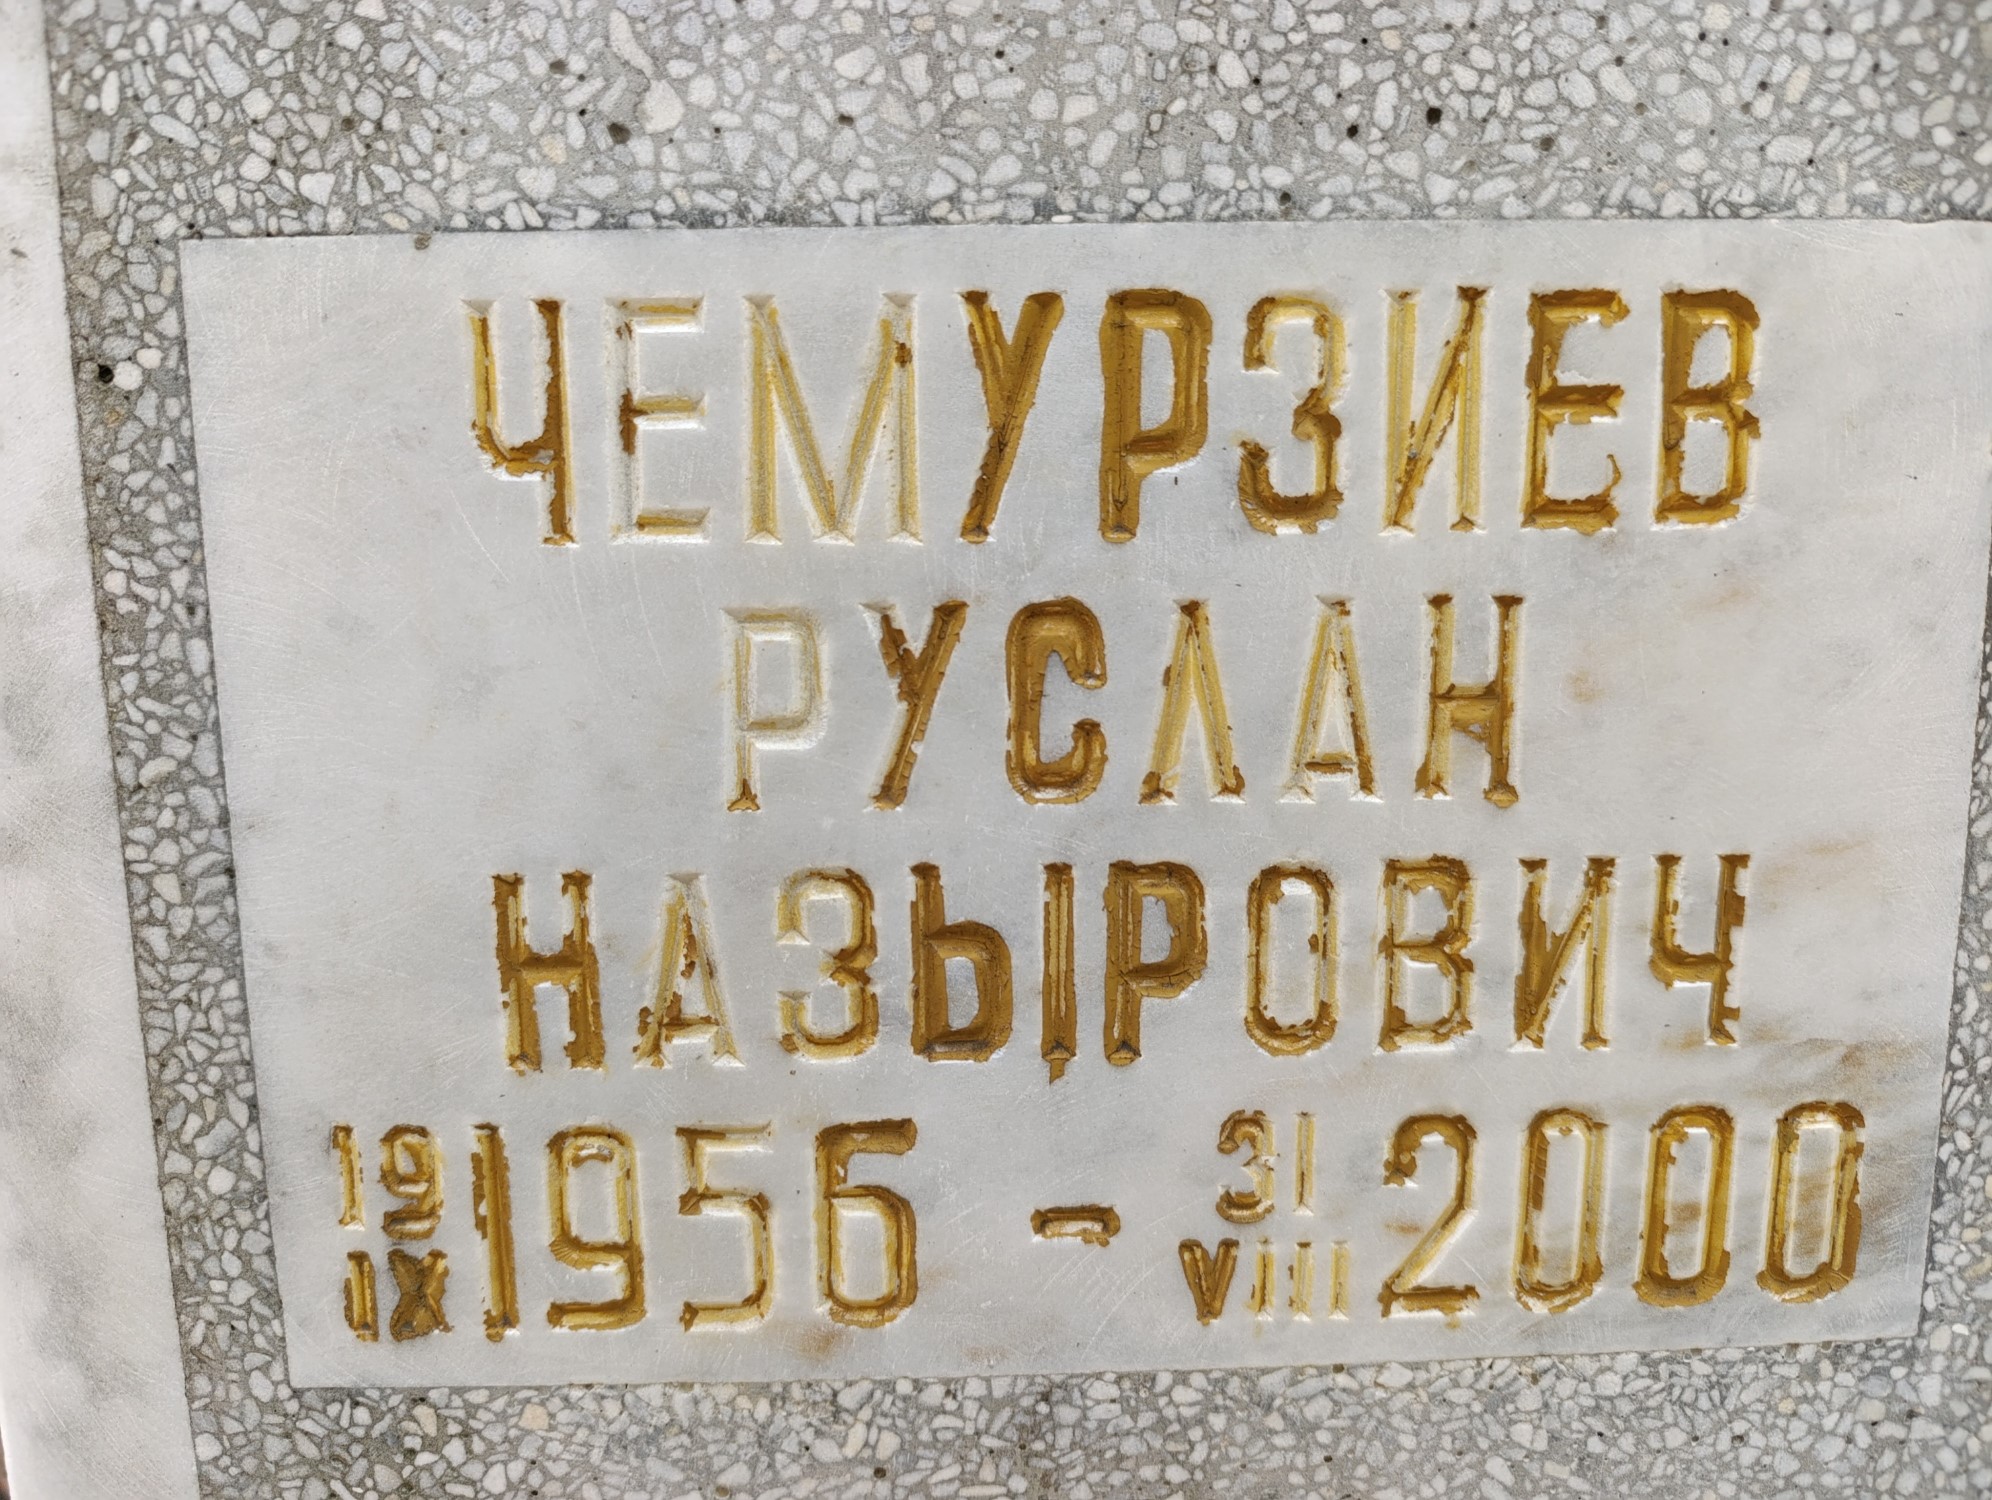 ЧЕМУРЗИЕВ
РУСЛАН
НАЗЫРОВИЧ
19 IX 1956 - 31 VIII 2000